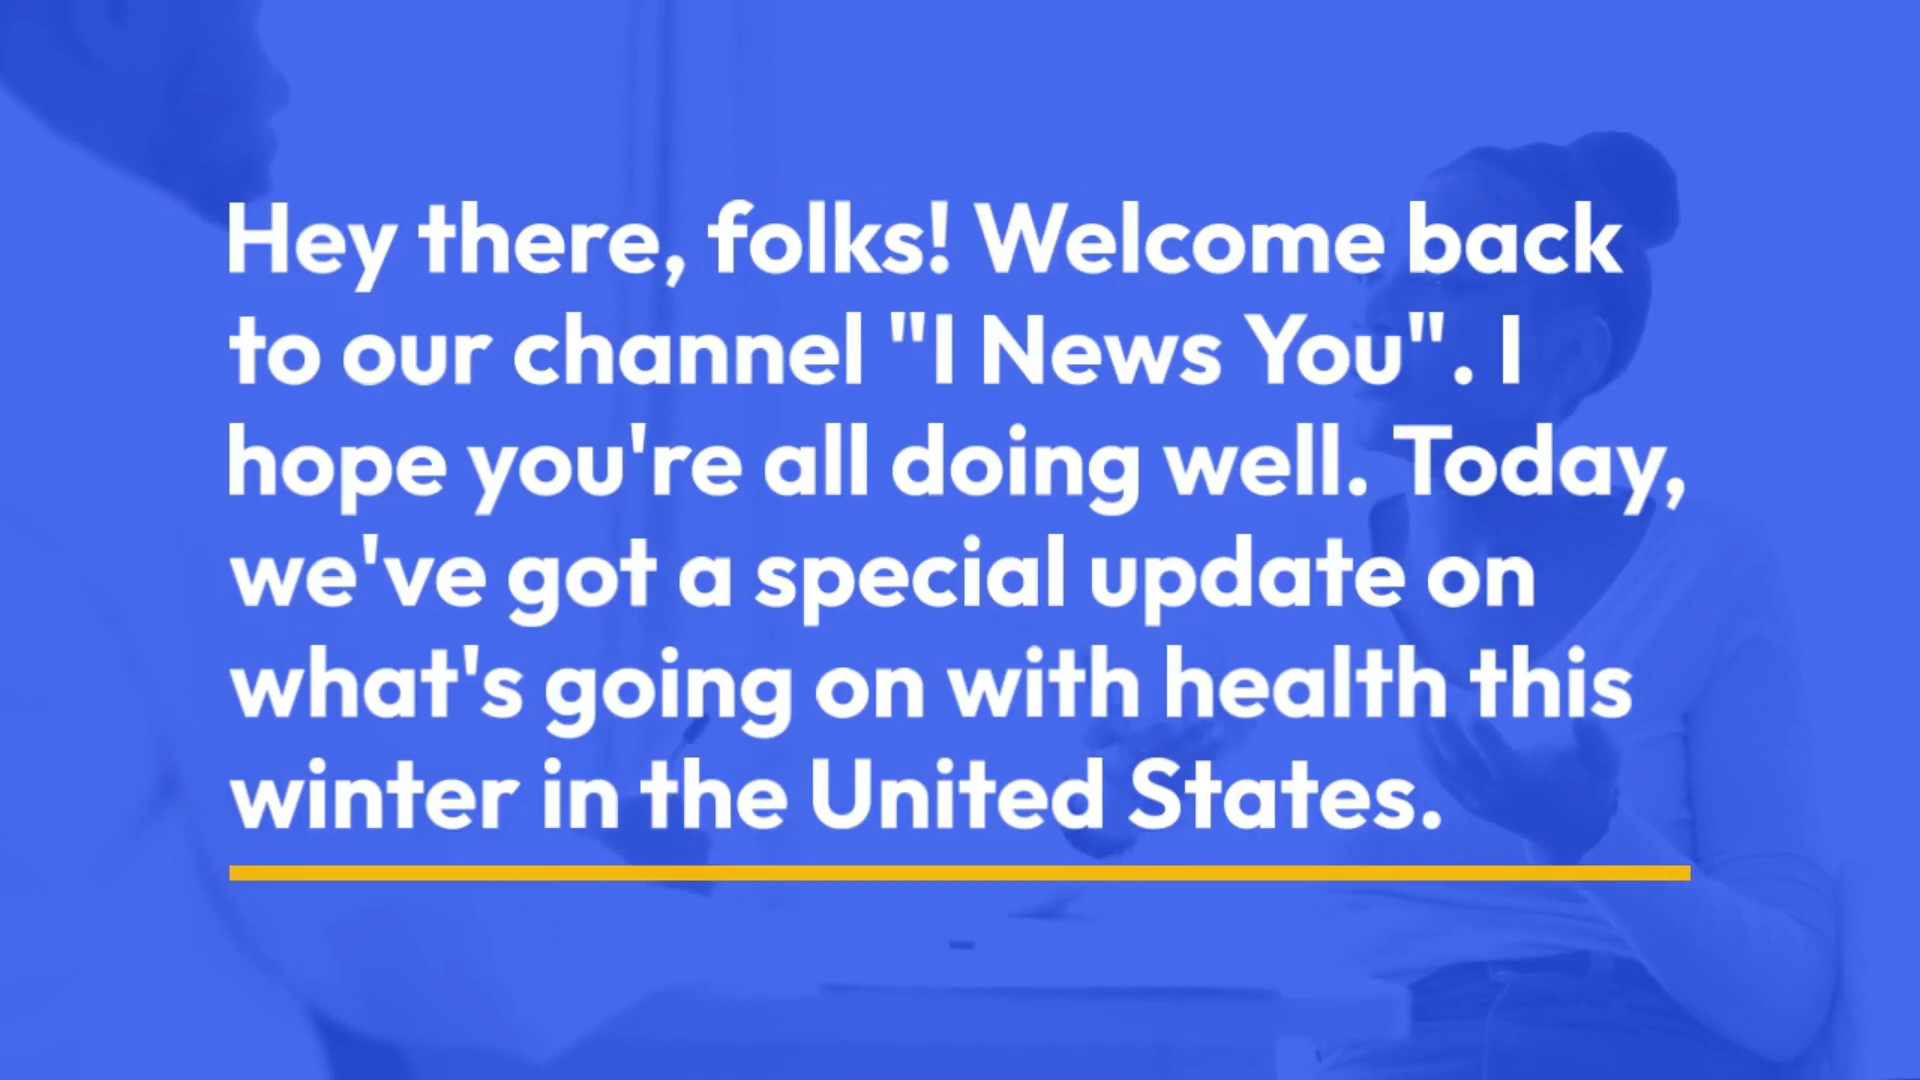 Hey there, folks! Welcome back
to our channel "I News You". I
hope you're all doing well. Today,
we've got a special update on
what's going on with health this
winter in the United States.